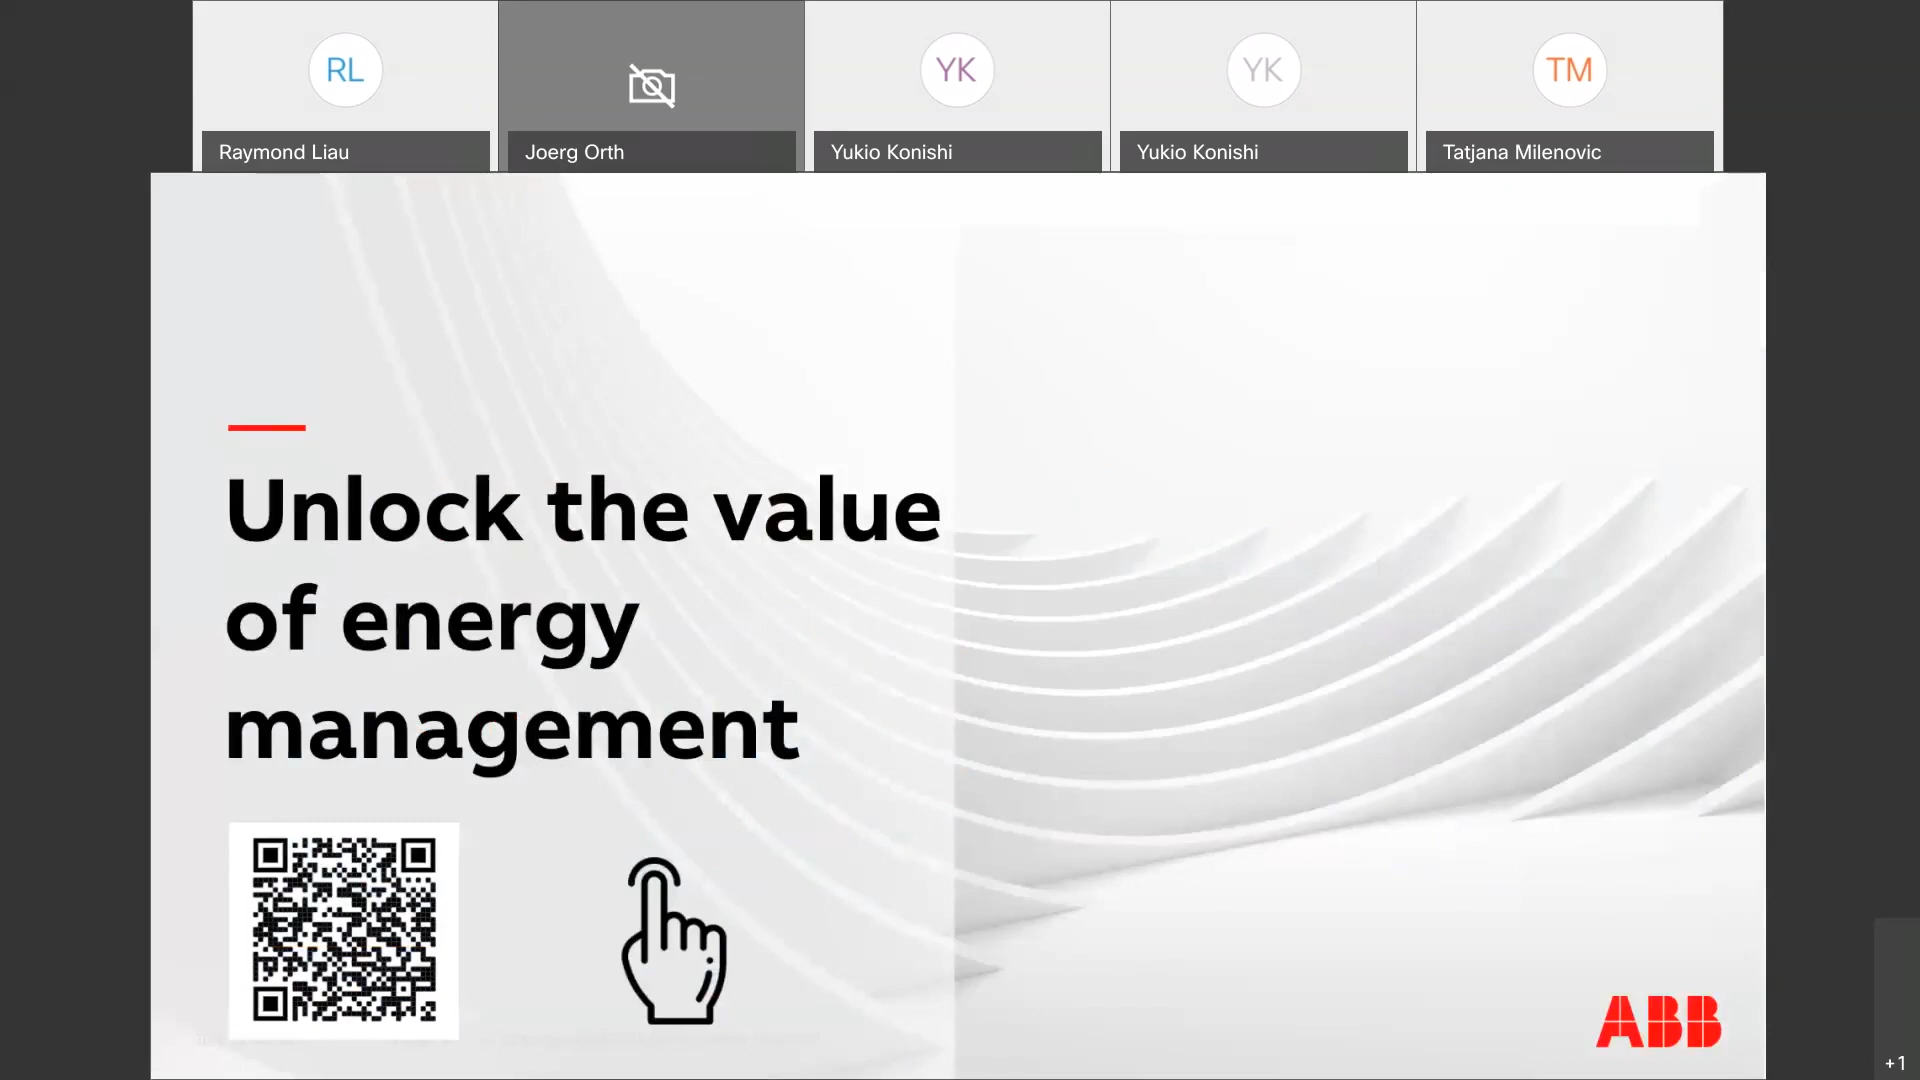 RL
YK
YK
TM
Raymond Liau
Joerg Orth
Yukio Konishi
Yukio Konishi
Tatjana Milenovic
Unlock the value
of energy
management
ABB
+1